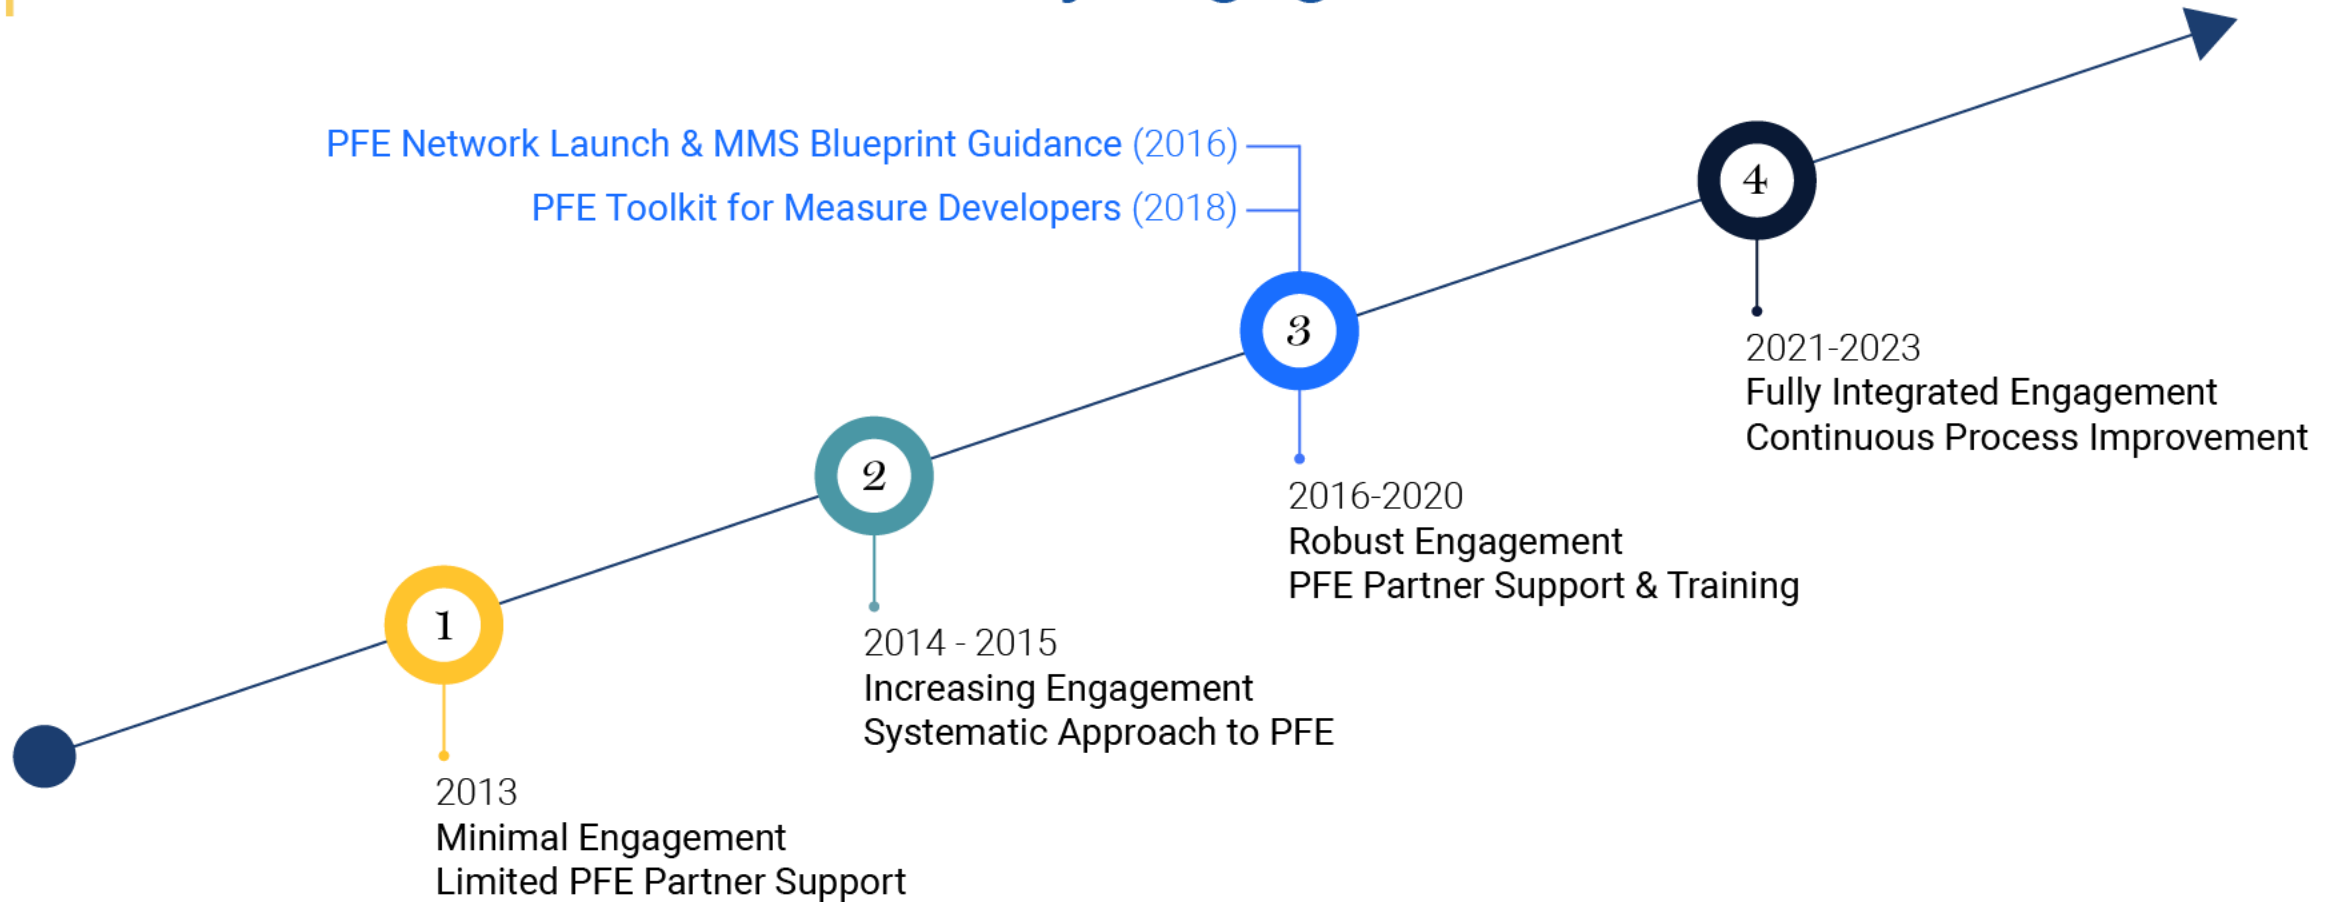 PFE Network Launch & MMS Blueprint Guidance (2016)
PFE Toolkit for Measure Developers (2018)
4
2021-2023
Fully Integrated Engagement
Continuous Process Improvement
3
2016-2020
Robust Engagement
PFE Partner Support & Training
2
2014 - 2015
Increasing Engagement
Systematic Approach to PFE
1
2013
Minimal Engagement
Limited PFE Partner Support